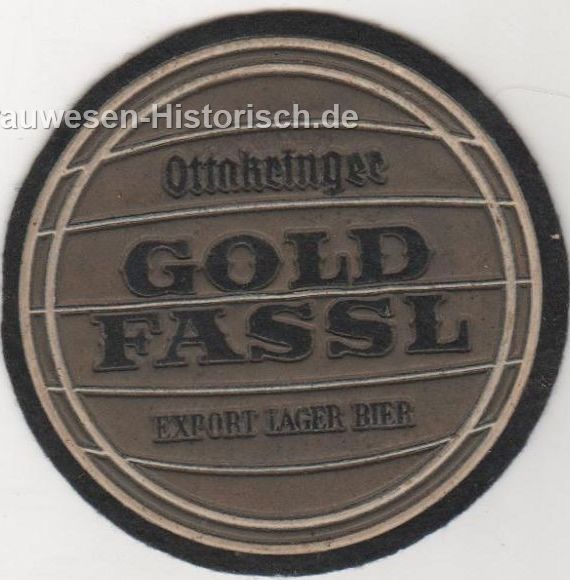 rauwesen-Historisch.de
Ottakringer
GOLD
FASSL
EXPORT LAGER BIER